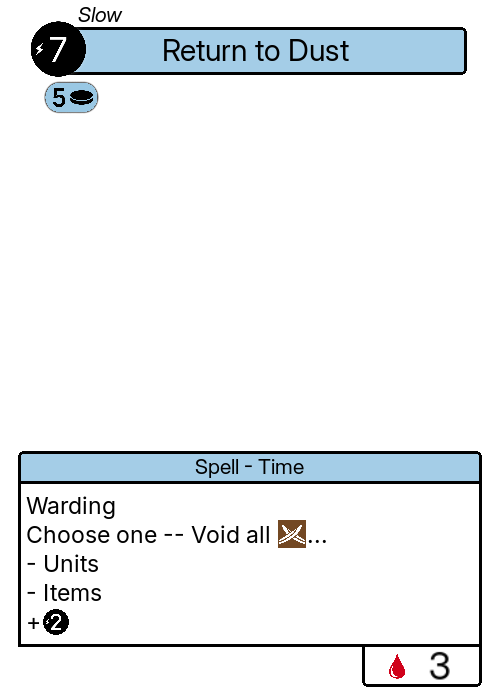 Slow
7
Return to Dust
5
Spell - Time
Warding
Choose one -- Void all ...
- Units
- Items
+2
3